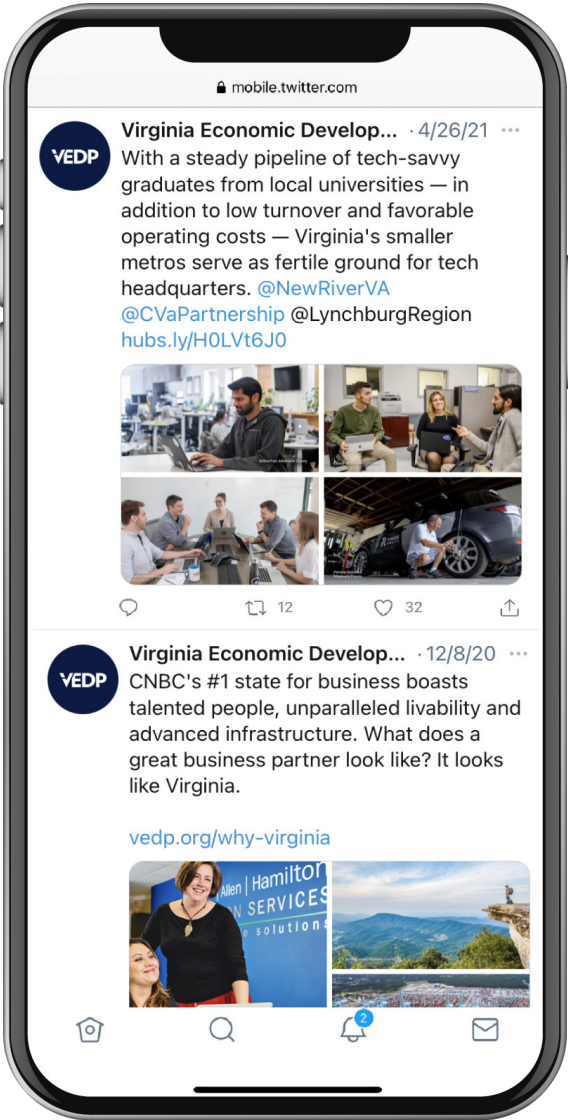 mobile.twitter.com
VEDP
Virginia Economic Develop... · 4/26/21 ···
With a steady pipeline of tech-savvy
graduates from local universities — in
addition to low turnover and favorable
operating costs — Virginia's smaller
metros serve as fertile ground for tech
headquarters. @NewRiverVA
@CVaPartnership @LynchburgRegion
hubs.ly/H0LVt6J0
12
32
VEDP
Virginia Economic Develop... · 12/8/20 ···
CNBC's #1 state for business boasts
talented people, unparalleled livability and
advanced infrastructure. What does a
great business partner look like? It looks
like Virginia.
vedp.org/why-virginia
Allen | Hamilton
N SERVICES
e solutions
2